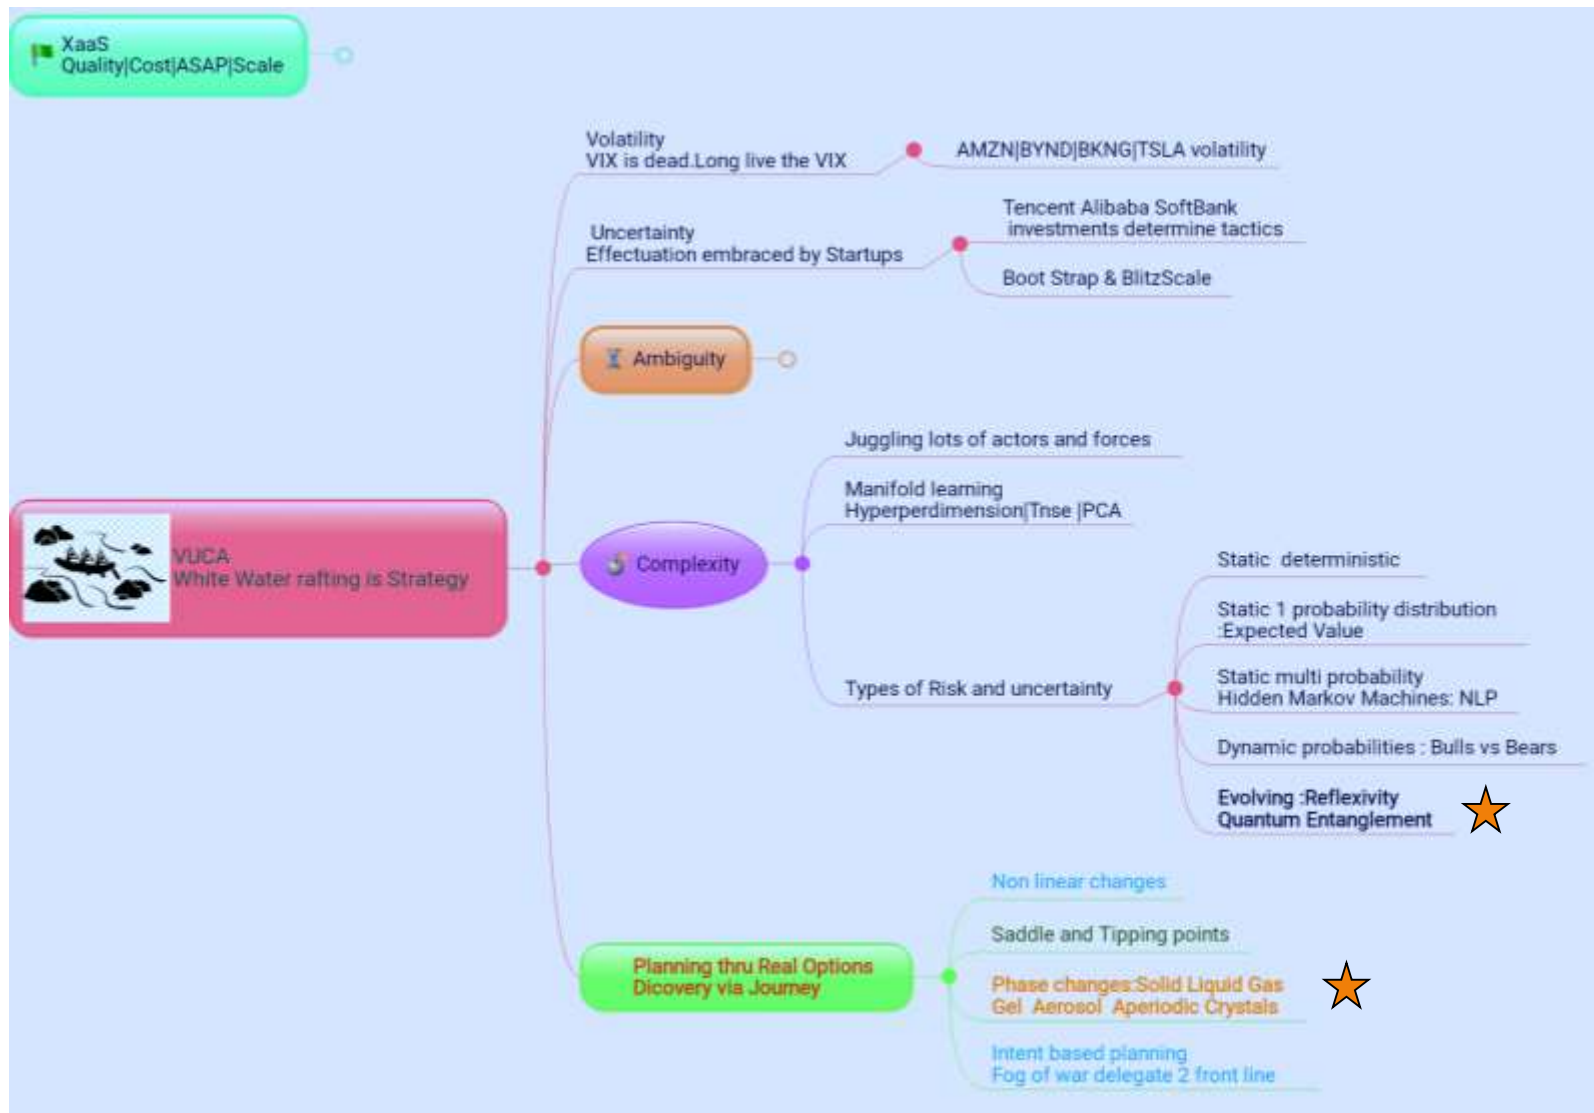 XaaS
Quality|Cost|ASAP|Scale
Volatility
VIX is dead.Long live the VIX
AMZN|BYND|BKNG|TSLA volatility
Uncertainty
Effectuation embraced by Startups
Tencent Alibaba SoftBank
investments determine tactics
Boot Strap & BlitzScale
Ambiguity
VUCA
White Water rafting is Strategy
Complexity
Juggling lots of actors and forces
Manifold learning
Hyperperdimension|Tnse |PCA
Types of Risk and uncertainty
Static  deterministic
Static 1 probability distribution
:Expected Value
Static multi probability
Hidden Markov Machines: NLP
Dynamic probabilities : Bulls vs Bears
Evolving :Reflexivity
Quantum Entanglement
Planning thru Real Options
Dicovery via Journey
Non linear changes
Saddle and Tipping points
Phase changes:Solid Liquid Gas
Gel  Aerosol  Aperiodic Crystals
Intent based planning
Fog of war delegate 2 front line